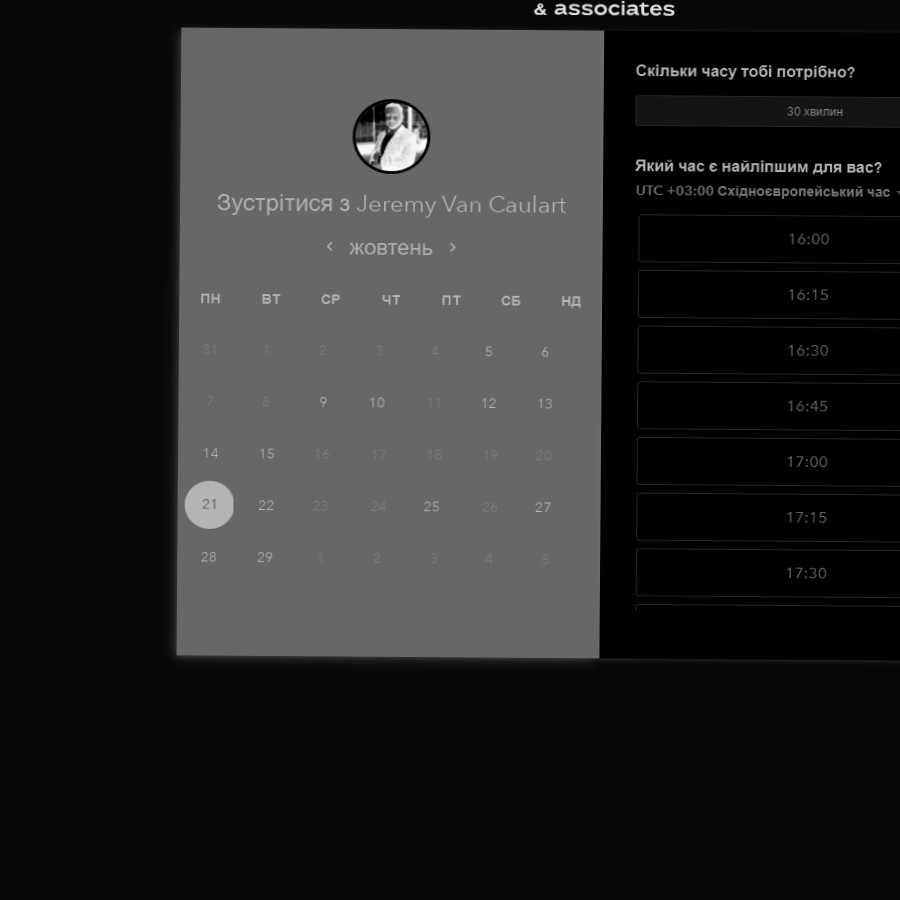 & associates
Зустрітися з Jeremy Van Caulart
жовтень
ПН ВТ СР ЧТ ПТ СБ НД
31 1 2 3 4 5 6
7 8 9 10 11 12 13
14 15 16 17 18 19 20
21 22 23 24 25 26 27
28 29 1 2 3 4 5
Скільки часу тобі потрібно?
30 хвилин
Який час є найліпшим для вас?
UTC +03:00 Східноєвропейський час
16:00
16:15
16:30
16:45
17:00
17:15
17:30